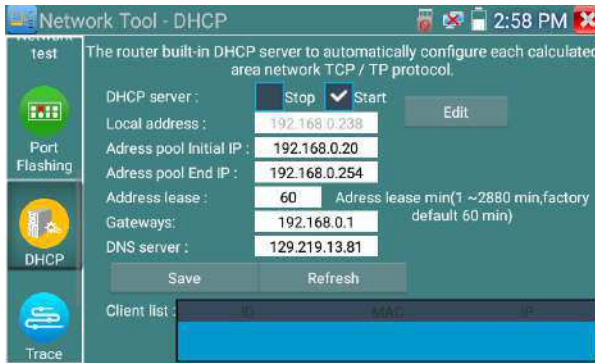 Network Tool - DHCP
2:58 PM
test
The router built-in DHCP server to automatically configure each calculated
area network TCP / TP protocol.
DHCP server :
Stop
Start
Edit
Local address :
192.168.0.238
Port
Flashing
Adress pool Initial IP :
192.168.0.20
Adress pool End IP :
192.168.0.254
Address lease :
60
Adress lease min(1 ~2880 min,factory
default 60 min)
Gateways:
192.168.0.1
DNS server :
129.219.13.81
DHCP
Save
Refresh
Client list :
ID
MAC
IP
Trace